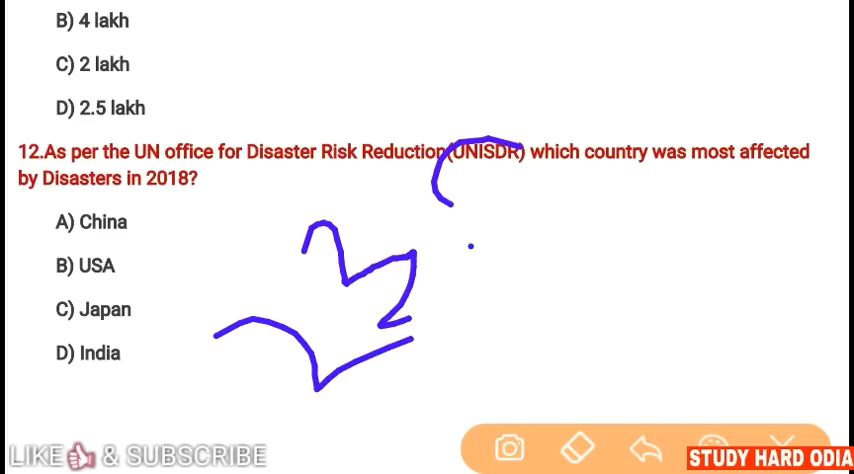 B) 4 lakh
C) 2 lakh
D) 2.5 lakh
12.As per the UN office for Disaster Risk Reduction(UNISDR) which country was most affected
by Disasters in 2018?
A) China
B) USA
C) Japan
D) India
LIKE & SUBSCRIBE
STUDY HARD ODIA